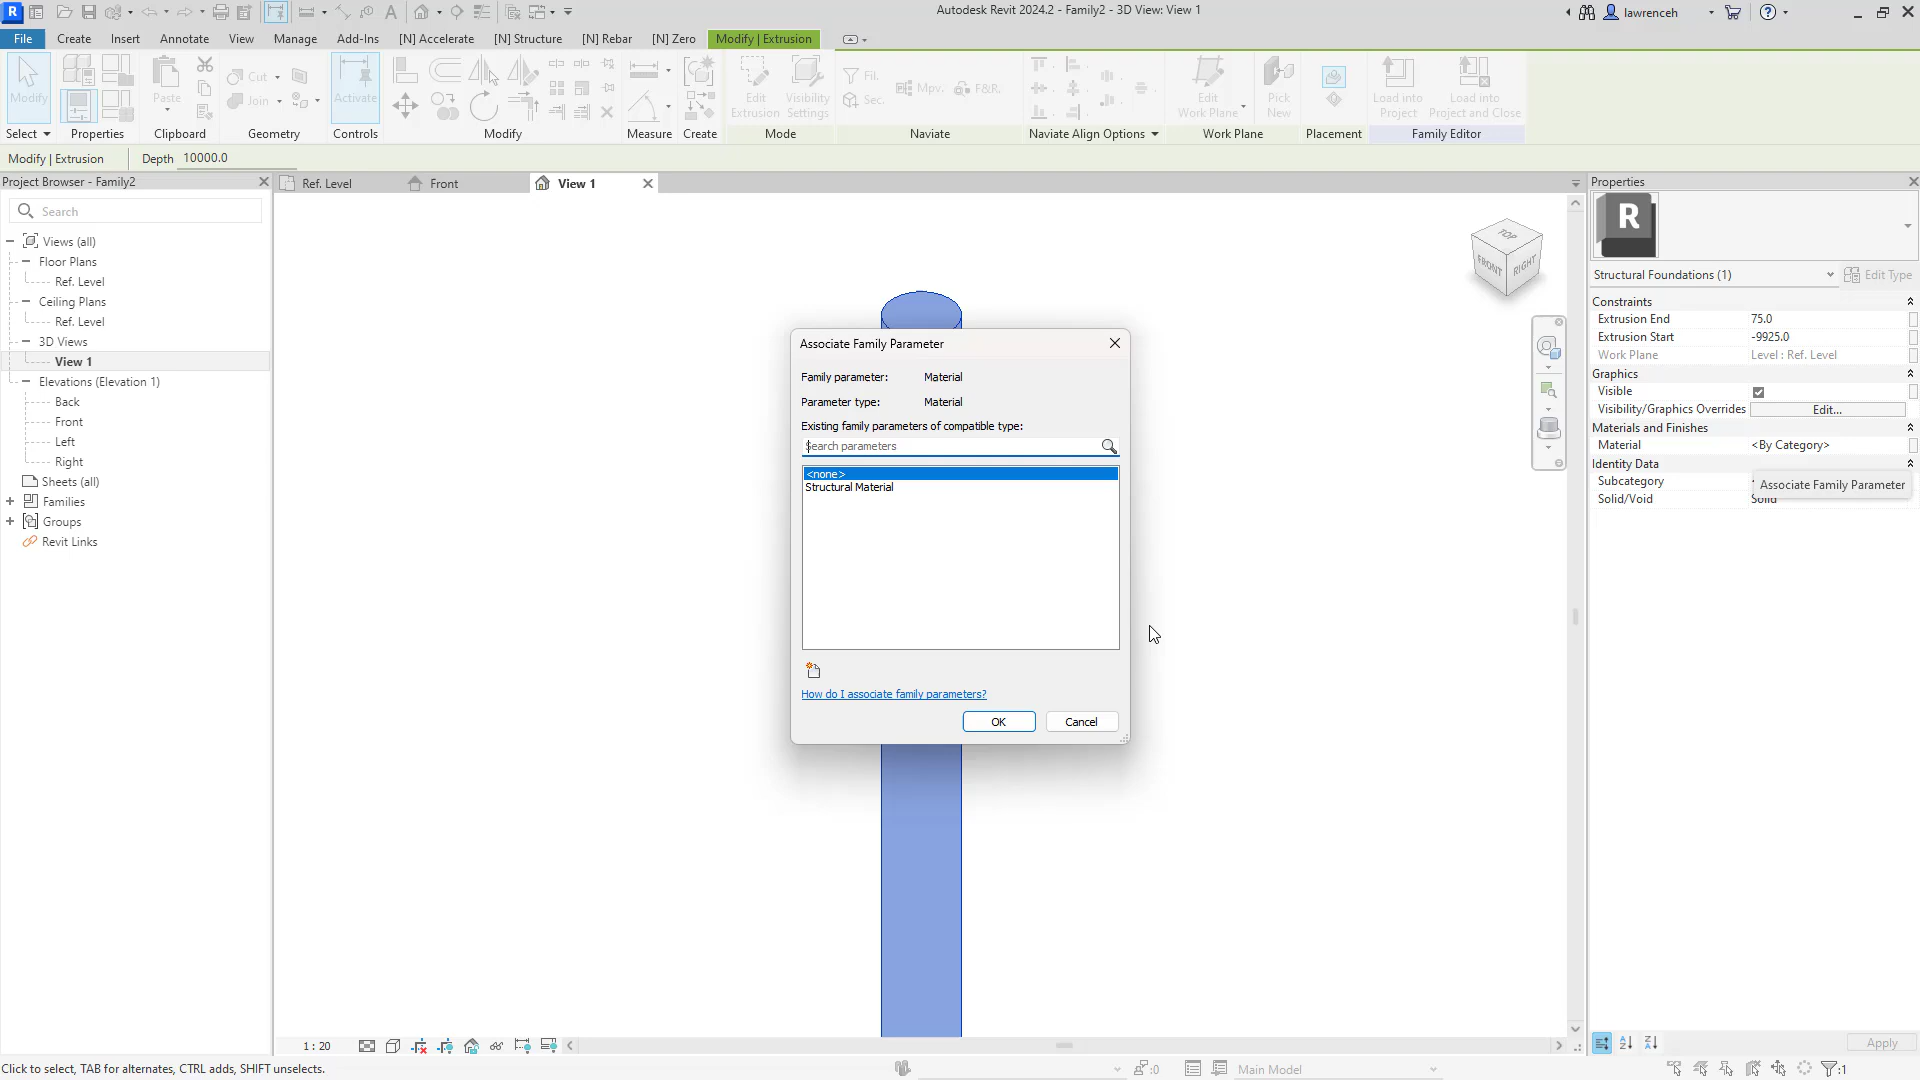 Autodesk Revit 2024.2 - Family2 - 3D View: View 1
lawrenceh
File
Create
Insert
Annotate
View
Manage
Add-Ins
[N] Accelerate
[N] Structure
[N] Rebar
[N] Zero
Modify | Extrusion
Modify
Paste
Cut
Join
Activate
Edit Extrusion
Visibility Settings
Fil.
Sec.
Mpv.
F&R.
Edit Work Plane
Pick New
Load into Project
Load into Project and Close
Select
Properties
Clipboard
Geometry
Controls
Modify
Measure
Create
Mode
Naviate
Naviate Align Options
Work Plane
Placement
Family Editor
Modify | Extrusion
Depth 10000.0
Project Browser - Family2
Search
Views (all)
Floor Plans
Ref. Level
Ceiling Plans
Ref. Level
3D Views
View 1
Elevations (Elevation 1)
Back
Front
Left
Right
Sheets (all)
Families
Groups
Revit Links
Ref. Level
Front
View 1
TOP
FRONT
RIGHT
Associate Family Parameter
Family parameter: Material
Parameter type: Material
Existing family parameters of compatible type:
Search parameters
<none>
Structural Material
How do I associate family parameters?
OK
Cancel
Properties
R
Structural Foundations (1)
Edit Type
Constraints
Extrusion End 75.0
Extrusion Start -9925.0
Work Plane Level : Ref. Level
Graphics
Visible
Visibility/Graphics Overrides Edit...
Materials and Finishes
Material <By Category>
Identity Data
Subcategory
Associate Family Parameter
Solid/Void Solid
Apply
1 : 20
Click to select, TAB for alternates, CTRL adds, SHIFT unselects.
:0
Main Model
:1